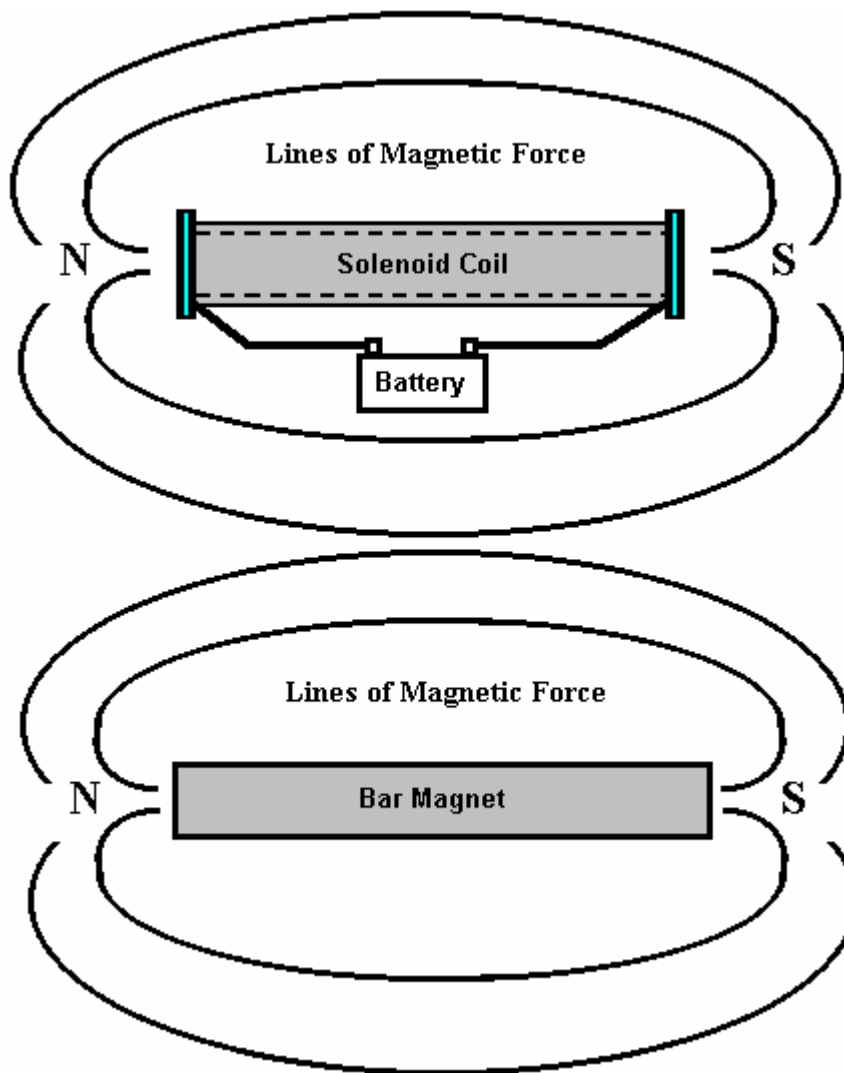 Lines of Magnetic Force
N
Solenoid Coil
S
Battery
Lines of Magnetic Force
N
Bar Magnet
S